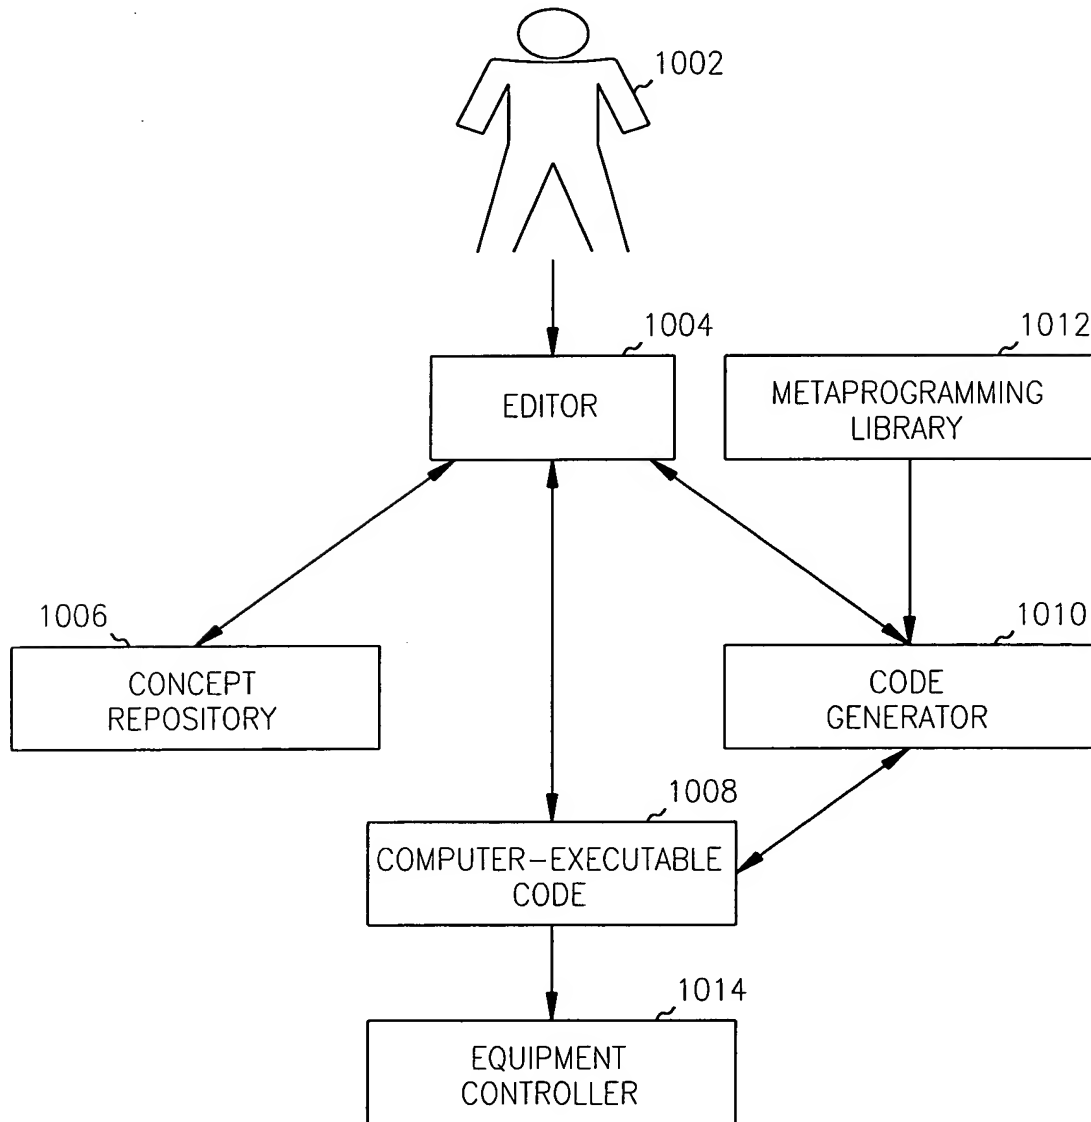 1002
1004
EDITOR
1012
METAPROGRAMMING
LIBRARY
1006
CONCEPT
REPOSITORY
1010
CODE
GENERATOR
1008
COMPUTER-EXECUTABLE
CODE
1014
EQUIPMENT
CONTROLLER